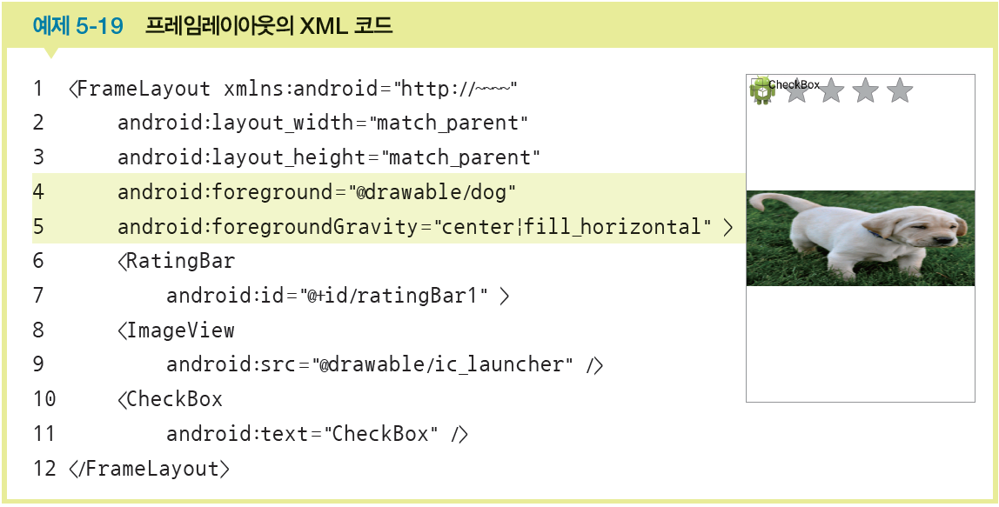 예제 5-19 프레임레이아웃의 XML 코드
1 <FrameLayout xmlns:android="http://~~~~"
2 android:layout_width="match_parent"
3 android:layout_height="match_parent"
4 android:foreground="@drawable/dog"
5 android:foregroundGravity="center¦fill_horizontal" >
6 <RatingBar
7 android:id="@+id/ratingBar1" >
8 <ImageView
9 android:src="@drawable/ic_launcher" />
10 <CheckBox
11 android:text="CheckBox" />
12 </FrameLayout>
CheckBox